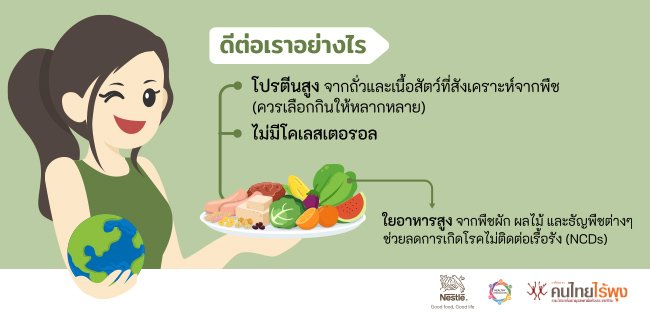 ดีต่อเราอย่างไร
โปรตีนสูง จากถั่วและเนื้อสัตว์ที่สังเคราะห์จากพืช
(ควรเลือกกินให้หลากหลาย)
ไม่มีโคเลสเตอรอล
ใยอาหารสูง จากพืชผัก ผลไม้ และธัญพืชต่างๆ
ช่วยลดการเกิดโรคไม่ติดต่อเรื้อรัง (NCDs)
Nestlé
Good food, Good life
คนไทยไร้พุง